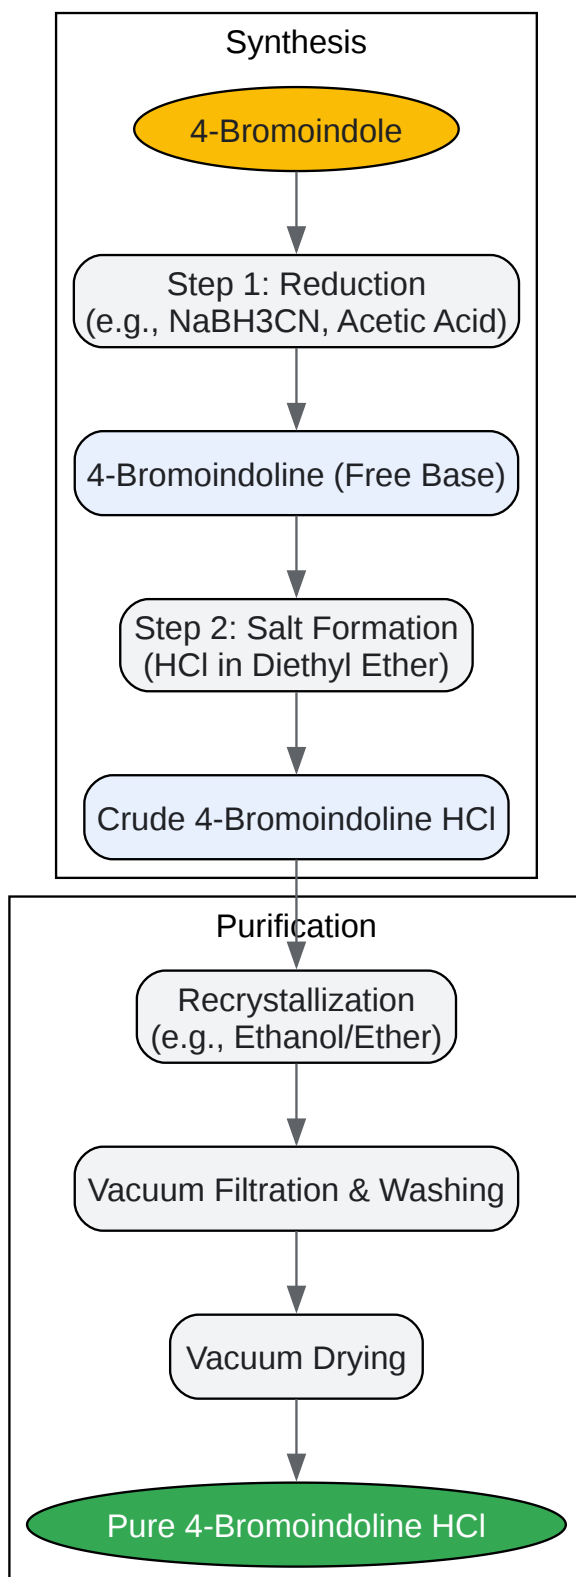 Synthesis
4-Bromoindole
Step 1: Reduction
(e.g., NaBH3CN, Acetic Acid)
4-Bromoindoline (Free Base)
Step 2: Salt Formation
(HCl in Diethyl Ether)
Crude 4-Bromoindoline HCl
Purification
Recrystallization
(e.g., Ethanol/Ether)
Vacuum Filtration & Washing
Vacuum Drying
Pure 4-Bromoindoline HCl